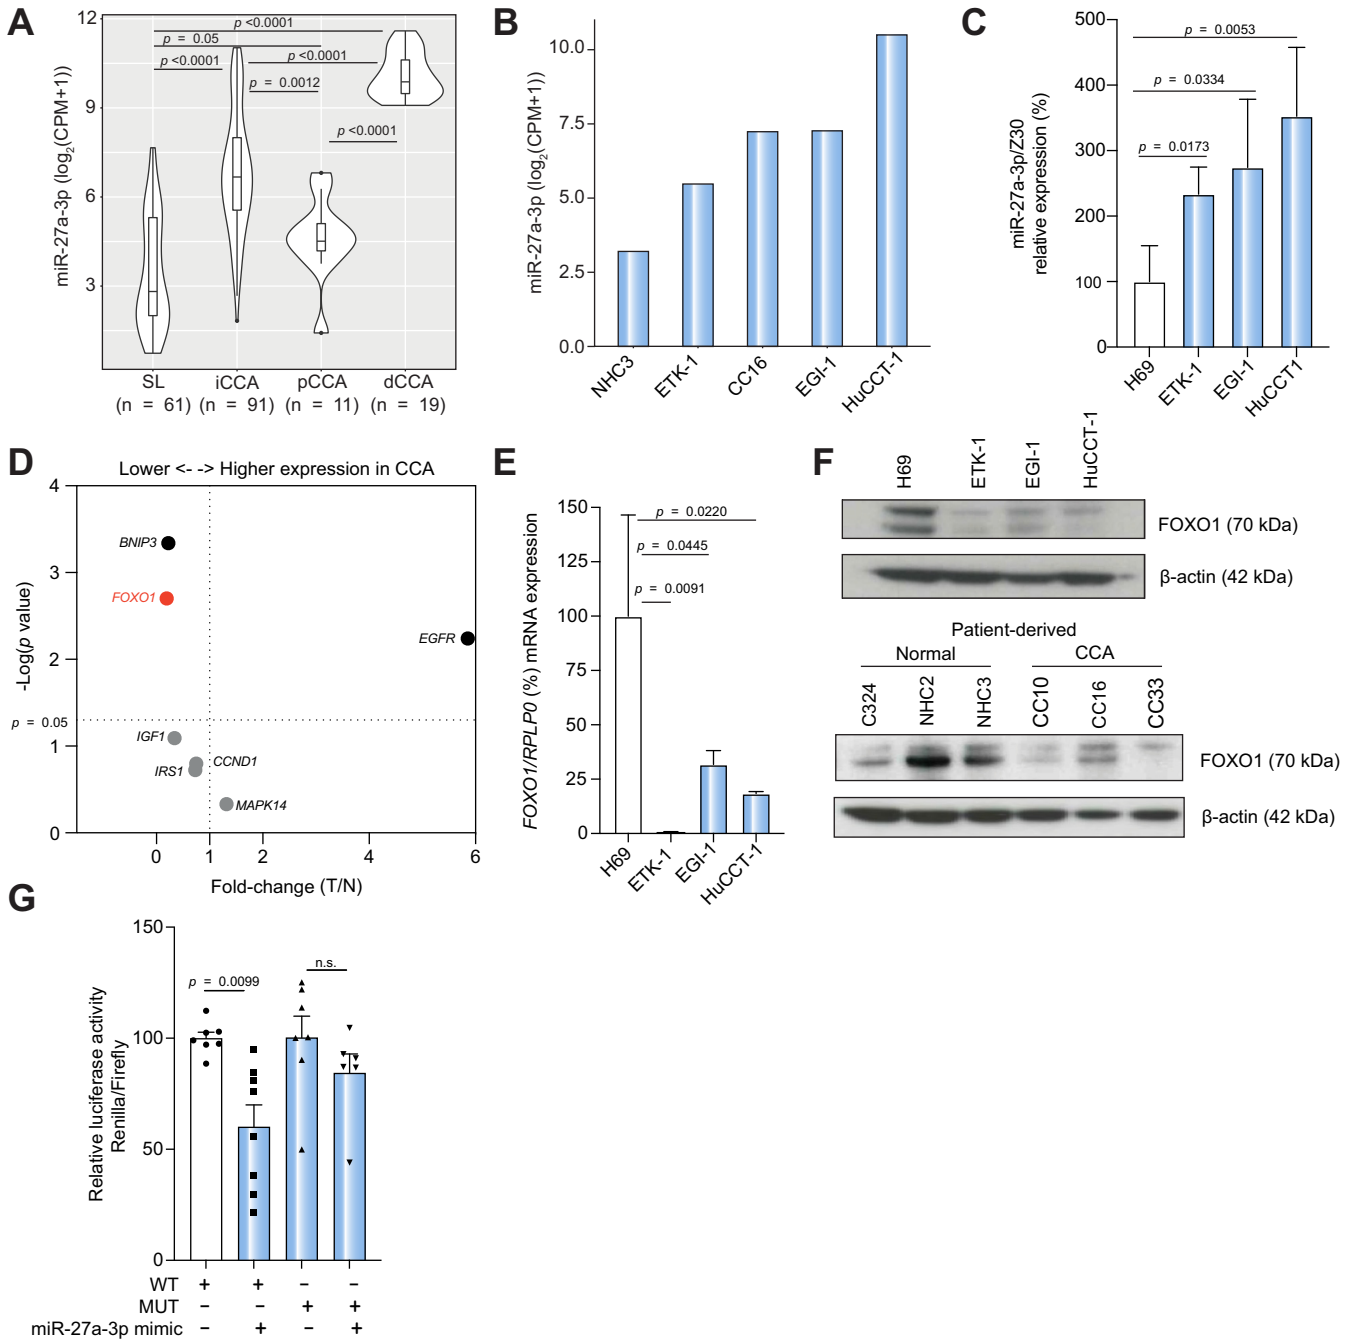 A
miR-27a-3p (log2(CPM+1))
12
9
6
3
p <0.0001
p = 0.05
p <0.0001
p <0.0001
p = 0.0012
p <0.0001
SL iCCA pCCA dCCA
(n = 61) (n = 91) (n = 11) (n = 19)
B
miR-27a-3p (log2(CPM+1))
10.0
7.5
5.0
2.5
0.0
NHC3 ETK-1 CC16 EGI-1 HuCCT-1
C
miR-27a-3p/Z30
relative expression (%)
500
400
300
200
100
0
p = 0.0053
p = 0.0334
p = 0.0173
H69 ETK-1 EGI-1 HuCCT1
D
Lower <- -> Higher expression in CCA
-Log(p value)
4
3
2
p = 0.05
1
0
BNIP3
FOXO1
EGFR
IGF1
CCND1
IRS1
MAPK14
0 1 2 4 6
Fold-change (T/N)
E
FOXO1/RPLP0 (%) mRNA expression
150
125
100
75
50
25
0
p = 0.0220
p = 0.0445
p = 0.0091
H69 ETK-1 EGI-1 HuCCT-1
F
H69 ETK-1 EGI-1 HuCCT-1
FOXO1 (70 kDa)
β-actin (42 kDa)
Patient-derived
Normal CCA
C324 NHC2 NHC3 CC10 CC16 CC33
FOXO1 (70 kDa)
β-actin (42 kDa)
G
Relative luciferase activity
Renilla/Firefly
150
100
50
0
p = 0.0099
n.s.
WT + + - -
MUT - - + +
miR-27a-3p mimic - + - +